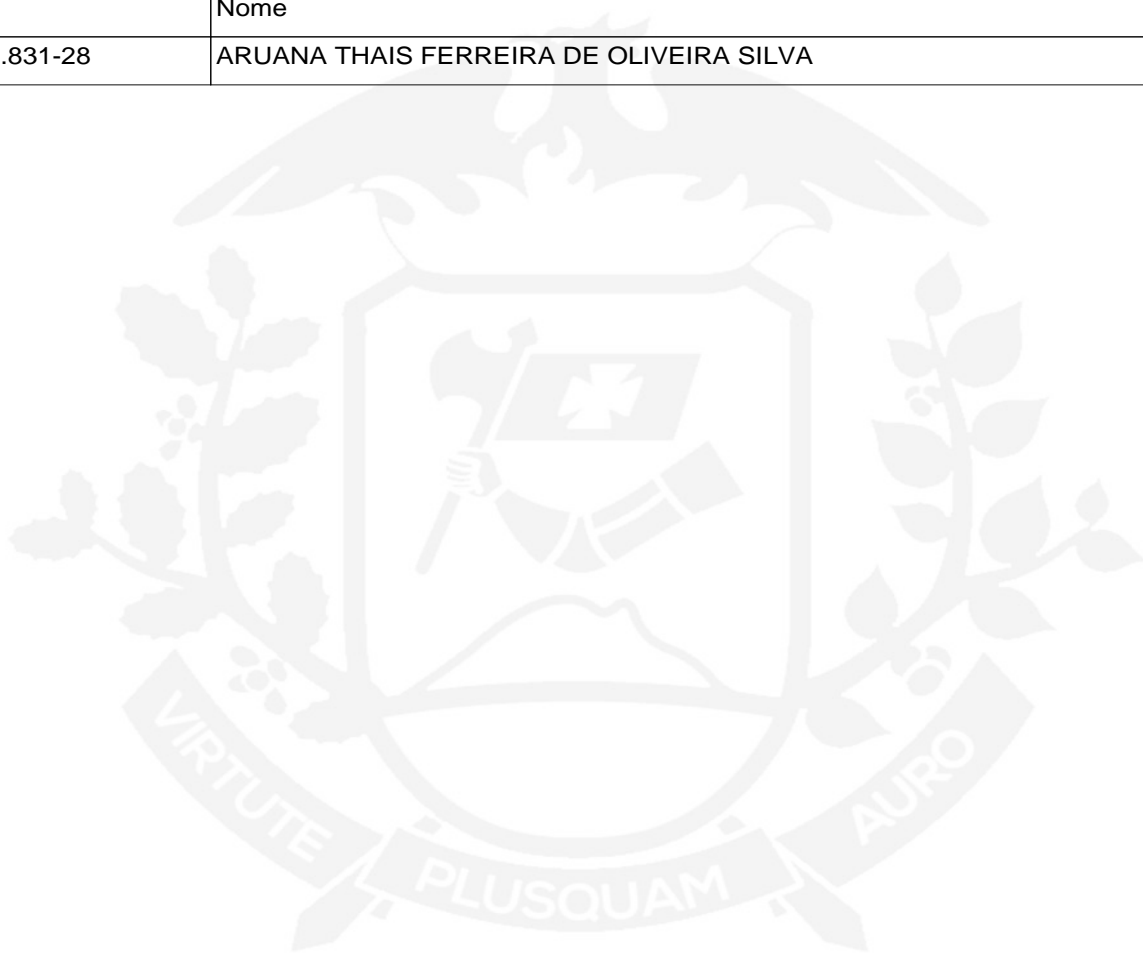 Nome
.831-28 ARUANA THAIS FERREIRA DE OLIVEIRA SILVA
VIRTUTE PLUSQUAM AURO